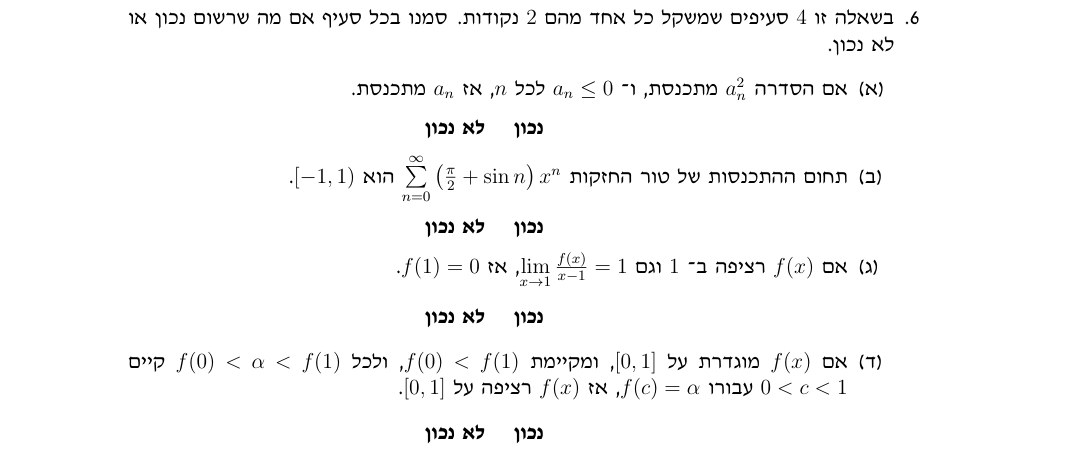 6. בשאלה זו 4 סעיפים שמשקל כל אחד מהם 2 נקודות. סמנו בכל סעיף אם מה שרשום נכון או
לא נכון.
(א) אם הסדרה $a_n^2$ מתכנסת, ו־ $a_n \leq 0$ לכל $n$, אז $a_n$ מתכנסת.
נכון לא נכון
(ב) תחום ההתכנסות של טור החזקות $\sum_{n=0}^{\infty} \left(\frac{\pi}{2} + \sin n\right) x^n$ הוא $[-1, 1)$.
נכון לא נכון
(ג) אם $f(x)$ רציפה ב־ 1 וגם $\lim_{x \to 1} \frac{f(x)}{x-1} = 1$, אז $f(1) = 0$.
נכון לא נכון
(ד) אם $f(x)$ מוגדרת על $[0, 1]$, ומקיימת $f(0) < f(1)$, ולכל $f(0) < \alpha < f(1)$ קיים
$0 < c < 1$ עבורו $f(c) = \alpha$, אז $f(x)$ רציפה על $[0, 1]$.
נכון לא נכון